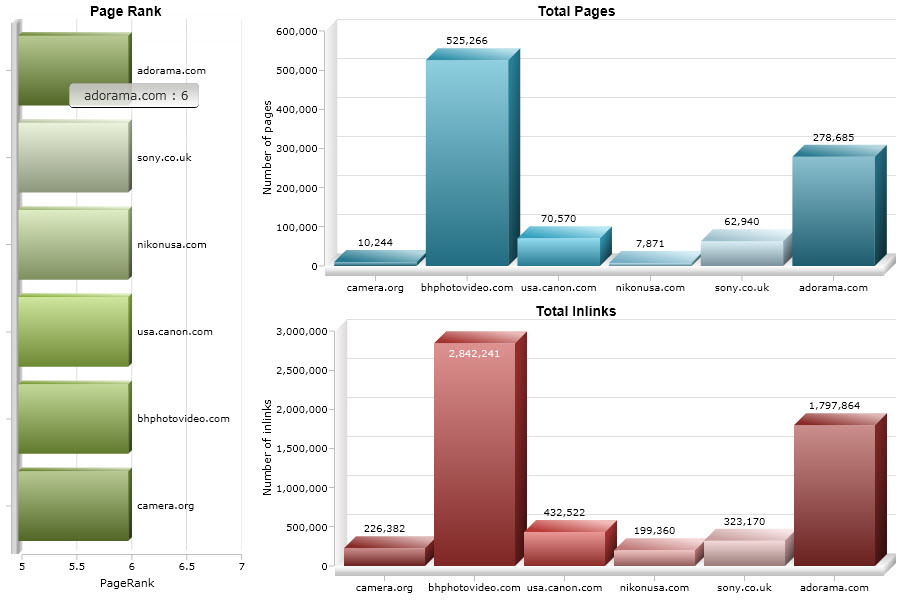 Page Rank
adorama.com
adorama.com : 6
sony.co.uk
nikonusa.com
usa.canon.com
bhphotovideo.com
camera.org
5 5.5 6 6.5 7
PageRank
Total Pages
Number of pages
600,000
500,000
400,000
300,000
200,000
100,000
0
10,244
525,266
70,570
7,871
62,940
278,685
camera.org bhphotovideo.com usa.canon.com nikonusa.com sony.co.uk adorama.com
Total Inlinks
Number of inlinks
3,000,000
2,500,000
2,000,000
1,500,000
1,000,000
500,000
0
226,382
2,842,241
432,522
199,360
323,170
1,797,864
camera.org bhphotovideo.com usa.canon.com nikonusa.com sony.co.uk adorama.com